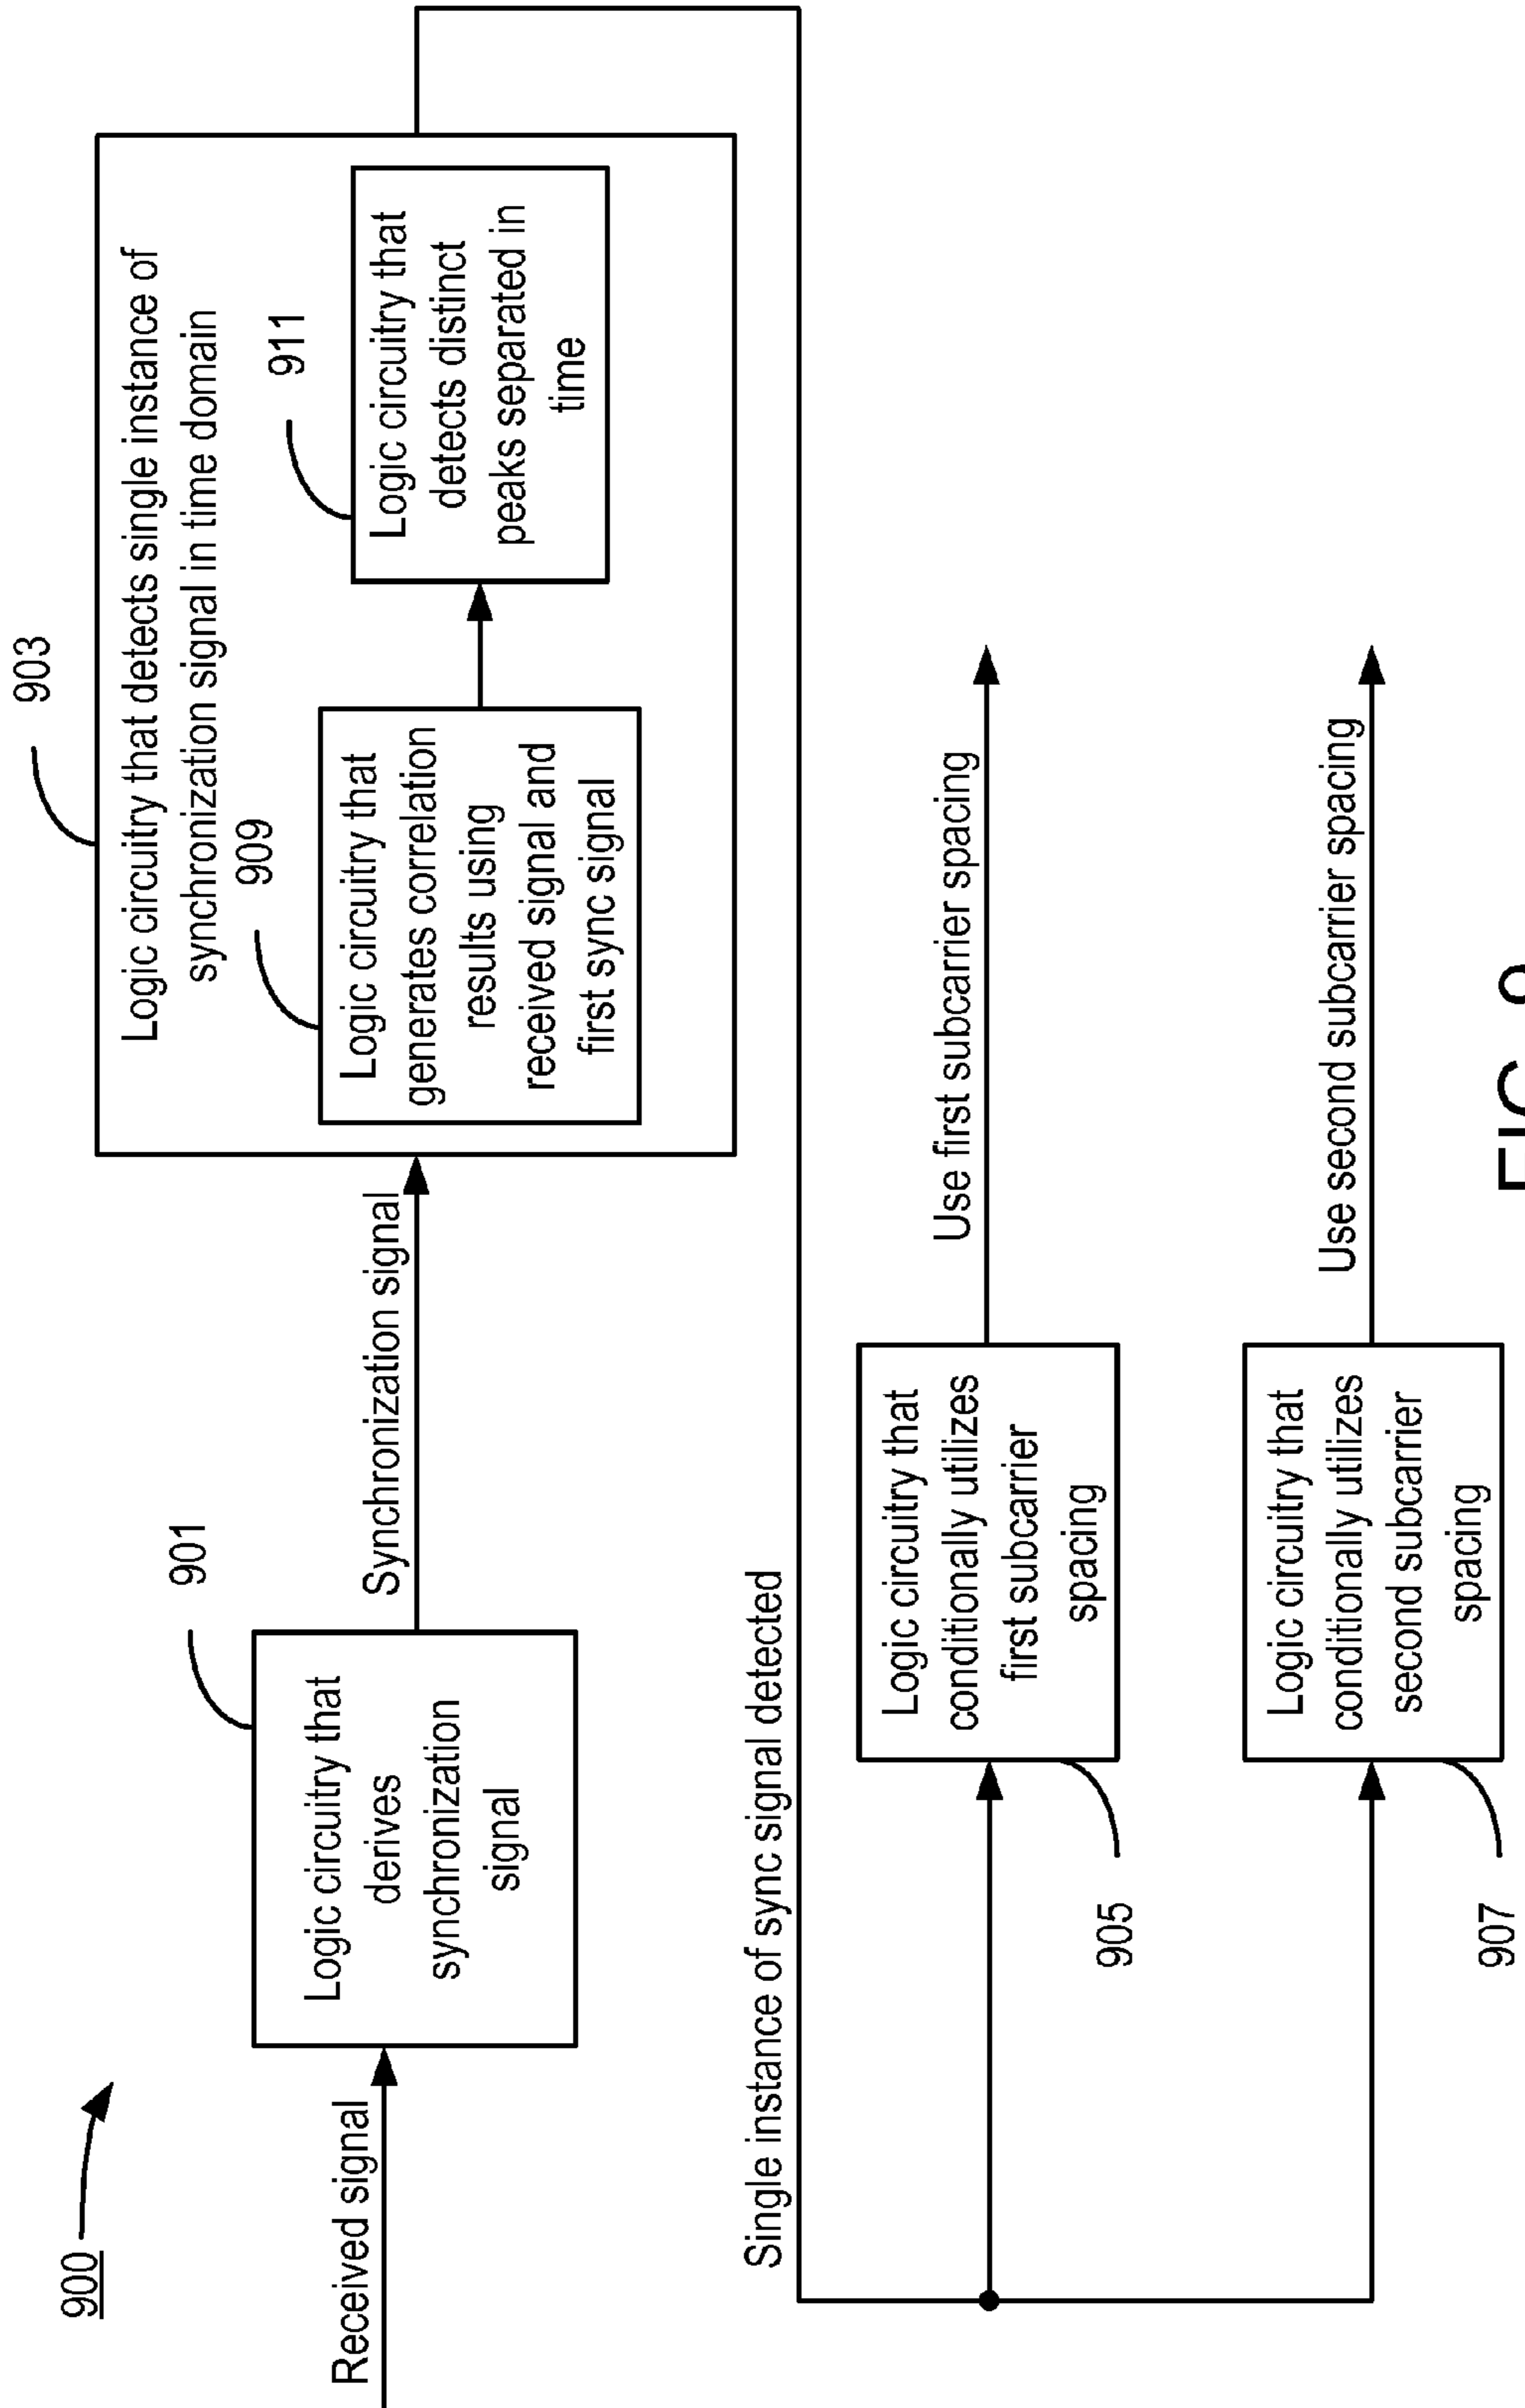 900
Received signal
901
Logic circuitry that
derives
synchronization
signal
Synchronization signal
903
Logic circuitry that detects single instance of
synchronization signal in time domain
909
Logic circuitry that
generates correlation
results using
received signal and
first sync signal
911
Logic circuitry that
detects distinct
peaks separated in
time
Single instance of sync signal detected
Logic circuitry that
conditionally utilizes
first subcarrier
spacing
905
Use first subcarrier spacing
Logic circuitry that
conditionally utilizes
second subcarrier
spacing
907
Use second subcarrier spacing